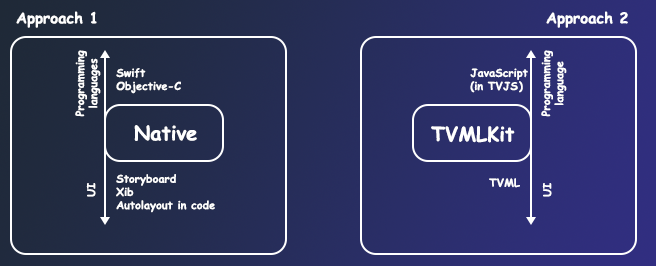 Approach 1
Programming
languages
Swift
Objective-C
Native
UI
Storyboard
Xib
Autolayout in code
Approach 2
JavaScript
(in TVJS)
Programming
language
TVMLKit
TVML
UI